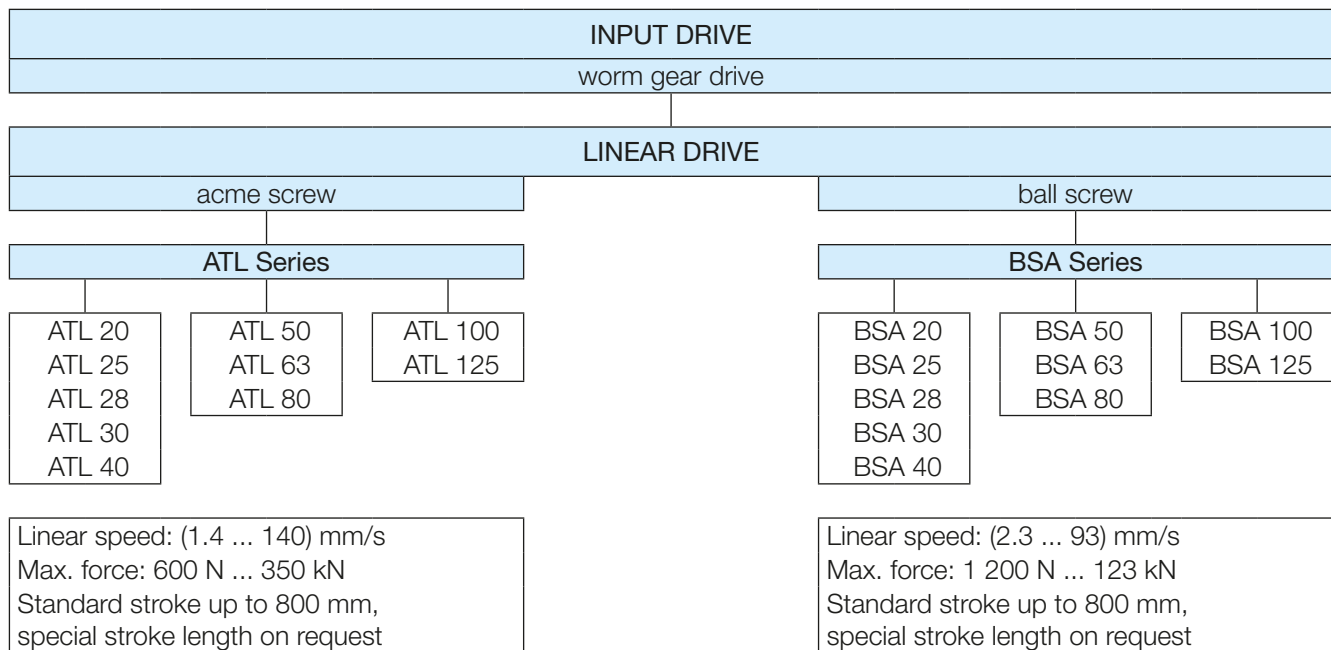 INPUT DRIVE
worm gear drive
LINEAR DRIVE
acme screw
ball screw
ATL Series
BSA Series
ATL 20
ATL 25
ATL 28
ATL 30
ATL 40
ATL 50
ATL 63
ATL 80
ATL 100
ATL 125
BSA 20
BSA 25
BSA 28
BSA 30
BSA 40
BSA 50
BSA 63
BSA 80
BSA 100
BSA 125
Linear speed: (1.4 ... 140) mm/s
Max. force: 600 N ... 350 kN
Standard stroke up to 800 mm,
special stroke length on request
Linear speed: (2.3 ... 93) mm/s
Max. force: 1 200 N ... 123 kN
Standard stroke up to 800 mm,
special stroke length on request